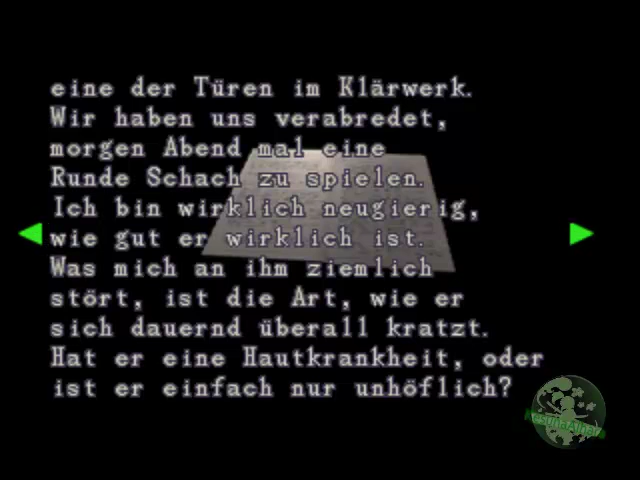 eine der Türen im Klärwerk.
Wir haben uns verabredet,
morgen Abend mal eine
Runde Schach zu spielen.
Ich bin wirklich neugierig,
wie gut er wirklich ist.
Was mich an ihm ziemlich
stört, ist die Art, wie er
sich dauernd überall kratzt.
Hat er eine Hautkrankheit, oder
ist er einfach nur unhöflich?